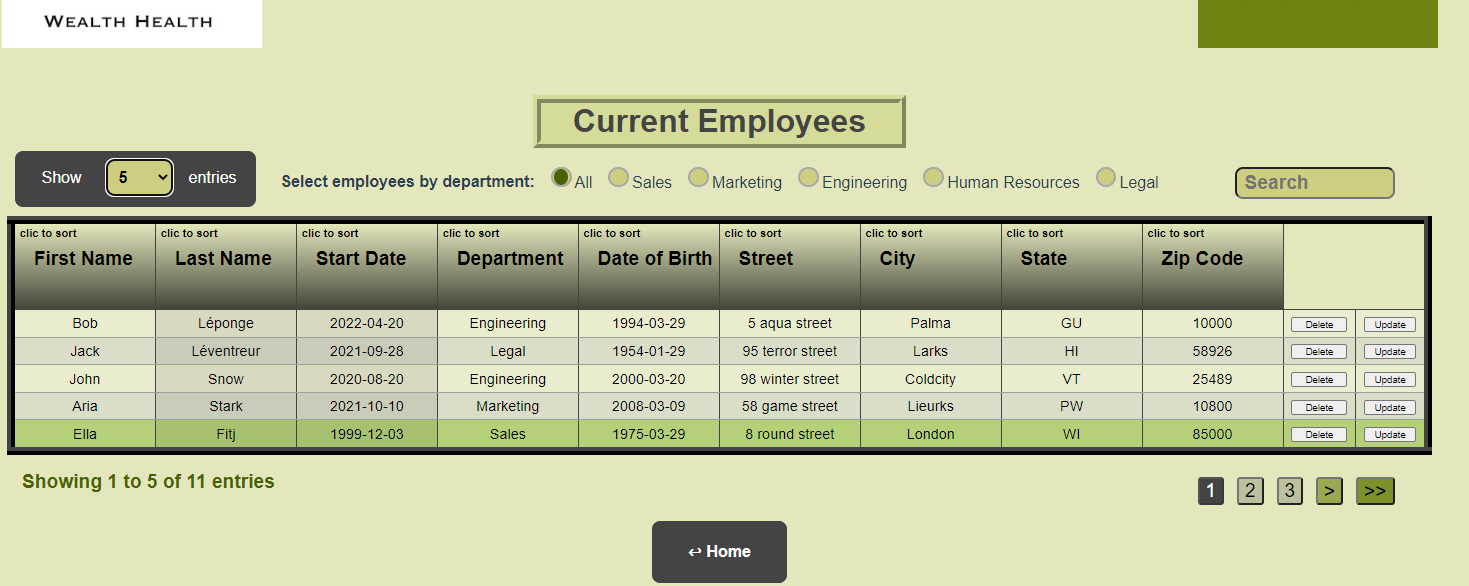 WEALTH HEALTH
Current Employees
Show 5 entries
Select employees by department: All Sales Marketing Engineering Human Resources Legal
Search
clic to sort clic to sort clic to sort clic to sort clic to sort clic to sort clic to sort clic to sort clic to sort
First Name Last Name Start Date Department Date of Birth Street City State Zip Code
Bob Léponge 2022-04-20 Engineering 1994-03-29 5 aqua street Palma GU 10000 Delete Update
Jack Léventreur 2021-09-28 Legal 1954-01-29 95 terror street Larks HI 58926 Delete Update
John Snow 2020-08-20 Engineering 2000-03-20 98 winter street Coldcity VT 25489 Delete Update
Aria Stark 2021-10-10 Marketing 2008-03-09 58 game street Lieurks PW 10800 Delete Update
Ella Fitj 1999-12-03 Sales 1975-03-29 8 round street London WI 85000 Delete Update
Showing 1 to 5 of 11 entries
1 2 3 > >>
↩ Home